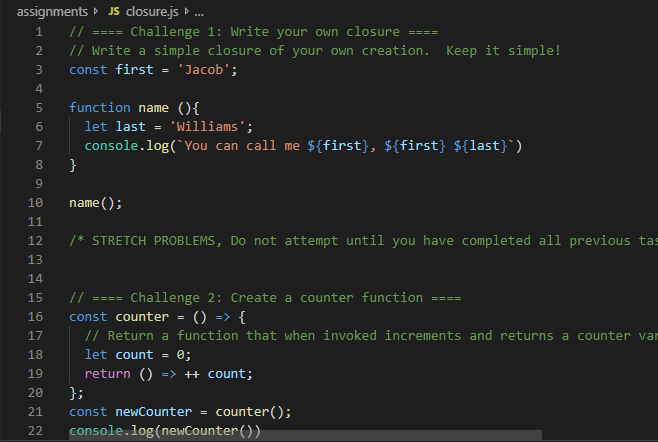 assignments > JS closure.js > ...
1 // ==== Challenge 1: Write your own closure ====
2 // Write a simple closure of your own creation.  Keep it simple!
3 const first = 'Jacob';
4
5 function name (){
6   let last = 'Williams';
7   console.log(`You can call me ${first}, ${first} ${last}`)
8 }
9
10 name();
11
12 /* STRETCH PROBLEMS, Do not attempt until you have completed all previous tas
13
14
15 // ==== Challenge 2: Create a counter function ====
16 const counter = () => {
17   // Return a function that when invoked increments and returns a counter var
18   let count = 0;
19   return () => ++ count;
20 };
21 const newCounter = counter();
22 console.log(newCounter())